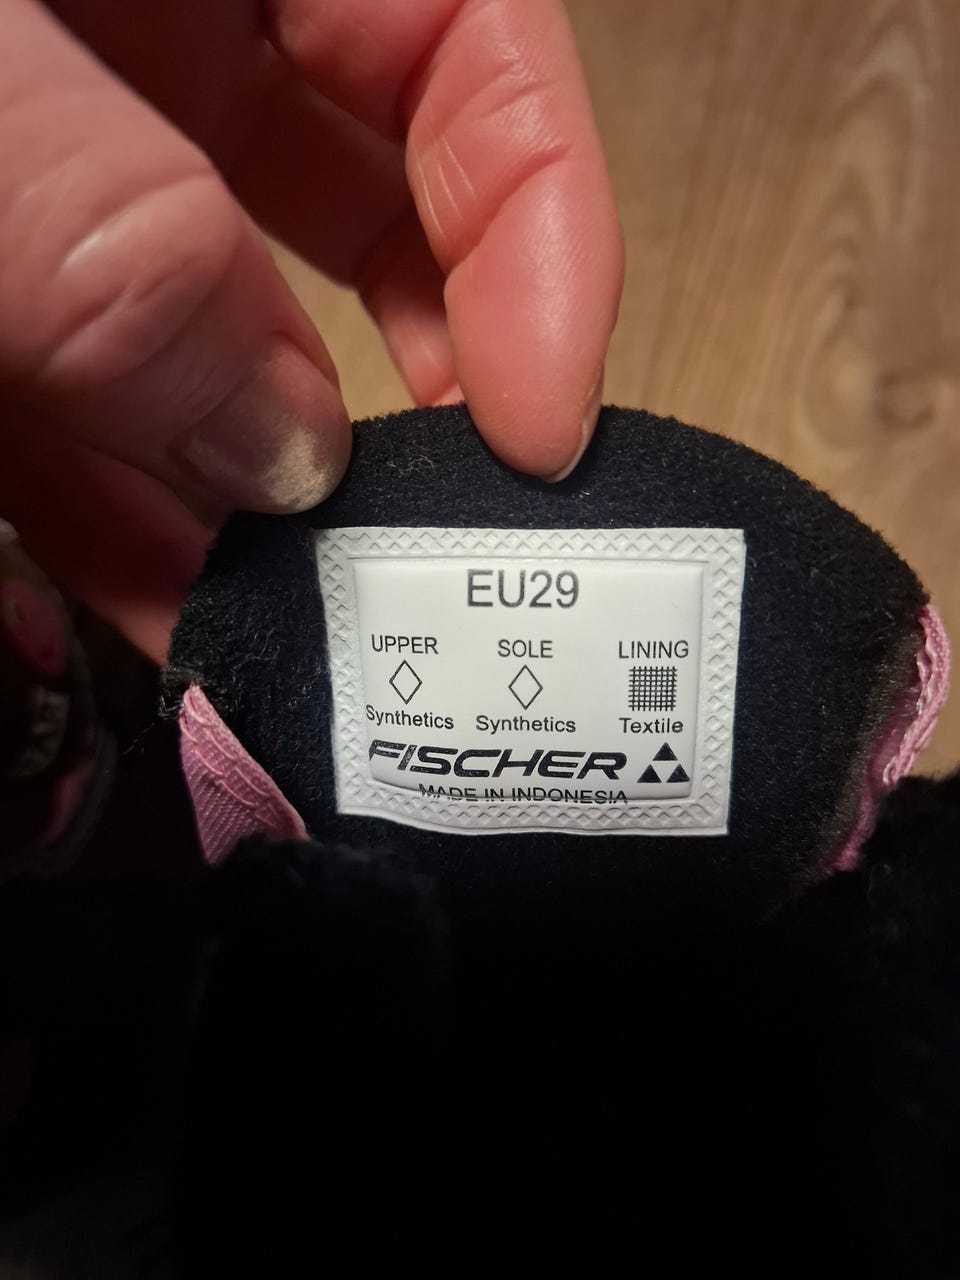 EU29
UPPER SOLE LINING
Synthetics Synthetics Textile
FISCHER
MADE IN INDONESIA